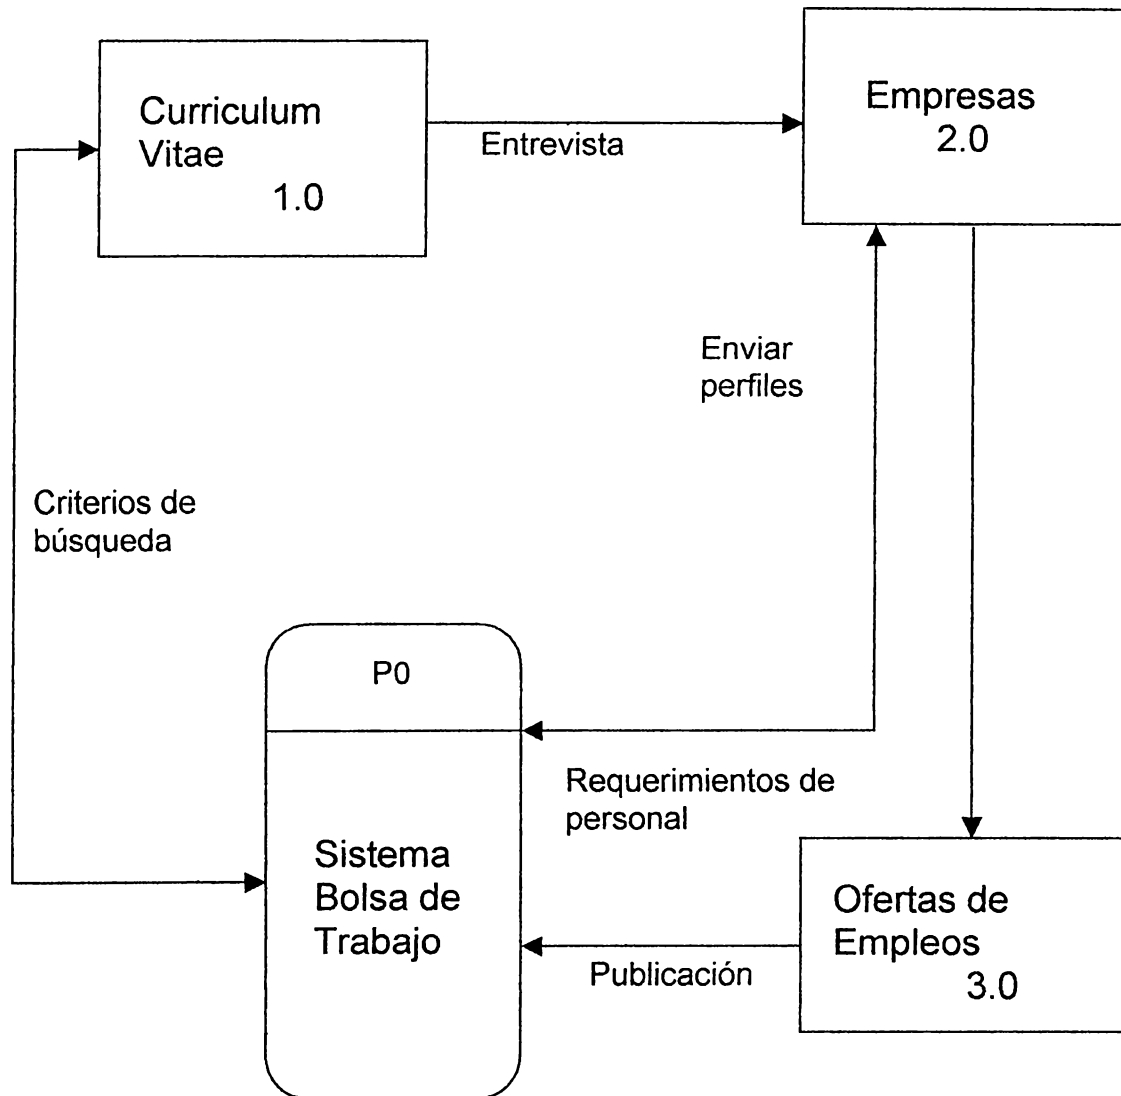 Curriculum
Vitae
1.0
Entrevista
Empresas
2.0
Enviar
perfiles
Criterios de
búsqueda
P0
Sistema
Bolsa de
Trabajo
Requerimientos de
personal
Publicación
Ofertas de
Empleos
3.0